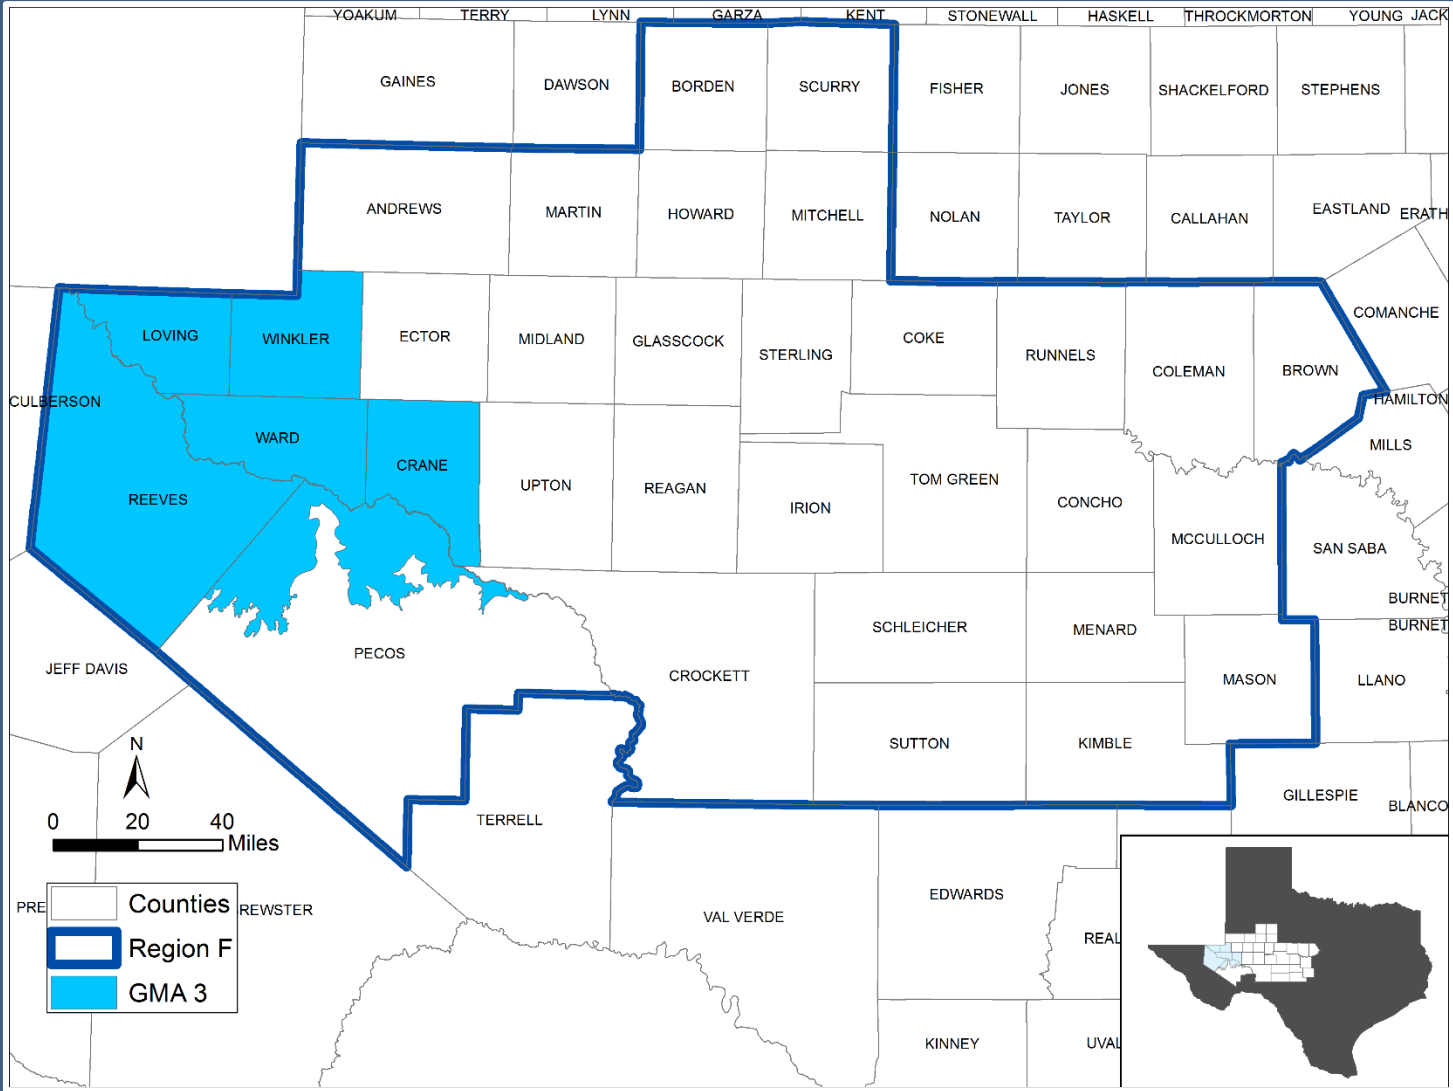 YOAKUM TERRY LYNN GARZA KENT STONEWALL HASKELL THROCKMORTON YOUNG JACK
GAINES DAWSON BORDEN SCURRY FISHER JONES SHACKELFORD STEPHENS
ANDREWS MARTIN HOWARD MITCHELL NOLAN TAYLOR CALLAHAN EASTLAND ERATH
LOVING WINKLER ECTOR MIDLAND GLASSCOCK STERLING COKE RUNNELS COLEMAN BROWN COMANCHE
CULBERSON HAMILTON
WARD CRANE MILLS
REEVES UPTON REAGAN IRION TOM GREEN CONCHO
MCCULLOCH SAN SABA
BURNET
SCHLEICHER MENARD BURNET
PECOS
JEFF DAVIS CROCKETT MASON LLANO
SUTTON KIMBLE
N
GILLESPIE BLANCO
0 20 40
Miles
TERRELL
EDWARDS
PRE REWSTER VAL VERDE
REAL
KINNEY UVAL
Counties
Region F
GMA 3